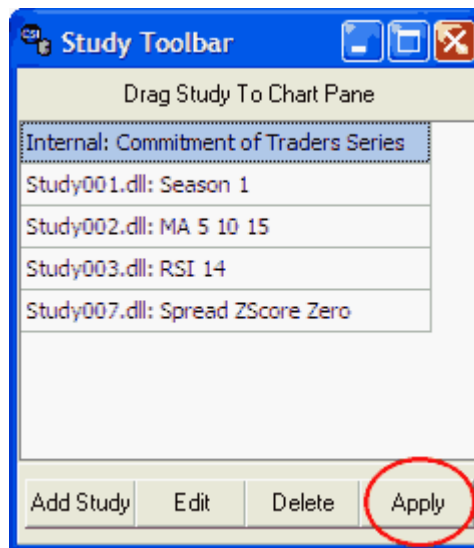 CSI
Study Toolbar
Drag Study To Chart Pane
Internal: Commitment of Traders Series
Study001.dll: Season 1
Study002.dll: MA 5 10 15
Study003.dll: RSI 14
Study007.dll: Spread ZScore Zero
Add Study Edit Delete Apply